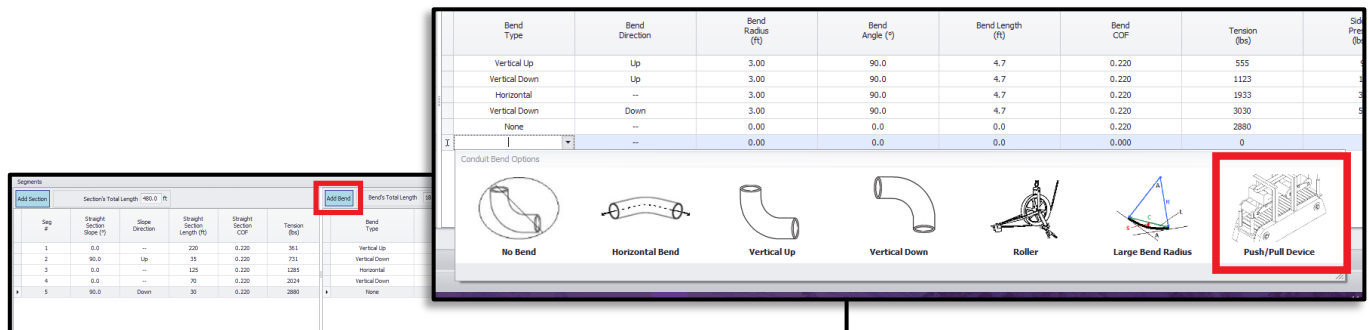 Segments
Add Section Section's Total Length 480.0 ft Add Bend Bend's Total Length
Seg # Straight Section Slope (°) Slope Direction Straight Section Length (ft) Straight Section COF Tension (lbs) Bend Type
1 0.0 -- 220 0.220 361 Vertical Up
2 90.0 Up 35 0.220 731 Vertical Down
3 0.0 -- 125 0.220 1285 Horizontal
4 0.0 -- 70 0.220 2024 Vertical Down
5 90.0 Down 30 0.220 2880 None
Bend Type Bend Direction Bend Radius (ft) Bend Angle (°) Bend Length (ft) Bend COF Tension (lbs)
Vertical Up Up 3.00 90.0 4.7 0.220 555
Vertical Down Up 3.00 90.0 4.7 0.220 1123
Horizontal -- 3.00 90.0 4.7 0.220 1933
Vertical Down Down 3.00 90.0 4.7 0.220 3030
None -- 0.00 0.0 0.0 0.220 2880
-- 0.00 0.0 0.0 0.000 0
Conduit Bend Options
No Bend Horizontal Bend Vertical Up Vertical Down Roller Large Bend Radius Push/Pull Device